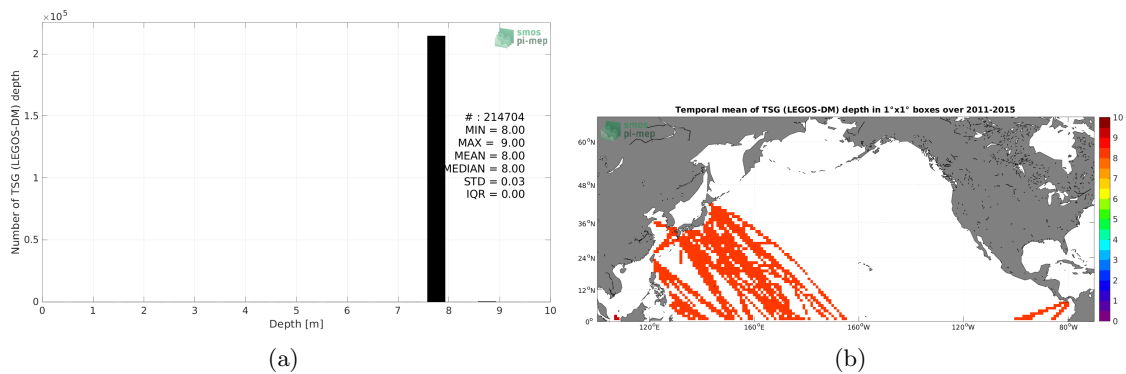 ×10⁵
smos
pi-mep
2
1.5
1
0.5
0
Number of TSG (LEGOS-DM) depth
# : 214704
MIN = 8.00
MAX = 9.00
MEAN = 8.00
MEDIAN = 8.00
STD = 0.03
IQR = 0.00
0 1 2 3 4 5 6 7 8 9 10
Depth [m]
(a)
Temporal mean of TSG (LEGOS-DM) depth in 1°x1° boxes over 2011-2015
smos
pi-mep
60°N
48°N
36°N
24°N
12°N
0°
120°W 160°W 160°W 120°W 80°W
10
9
8
7
6
5
4
3
2
1
0
(b)